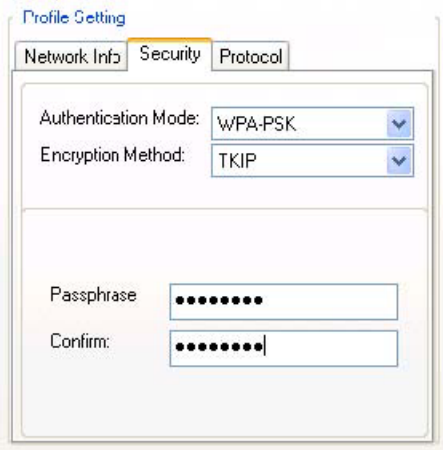 Profile Setting
Network Info Security Protocol
Authentication Mode: WPA-PSK
Encryption Method: TKIP
Passphrase ••••••••
Confirm: ••••••••